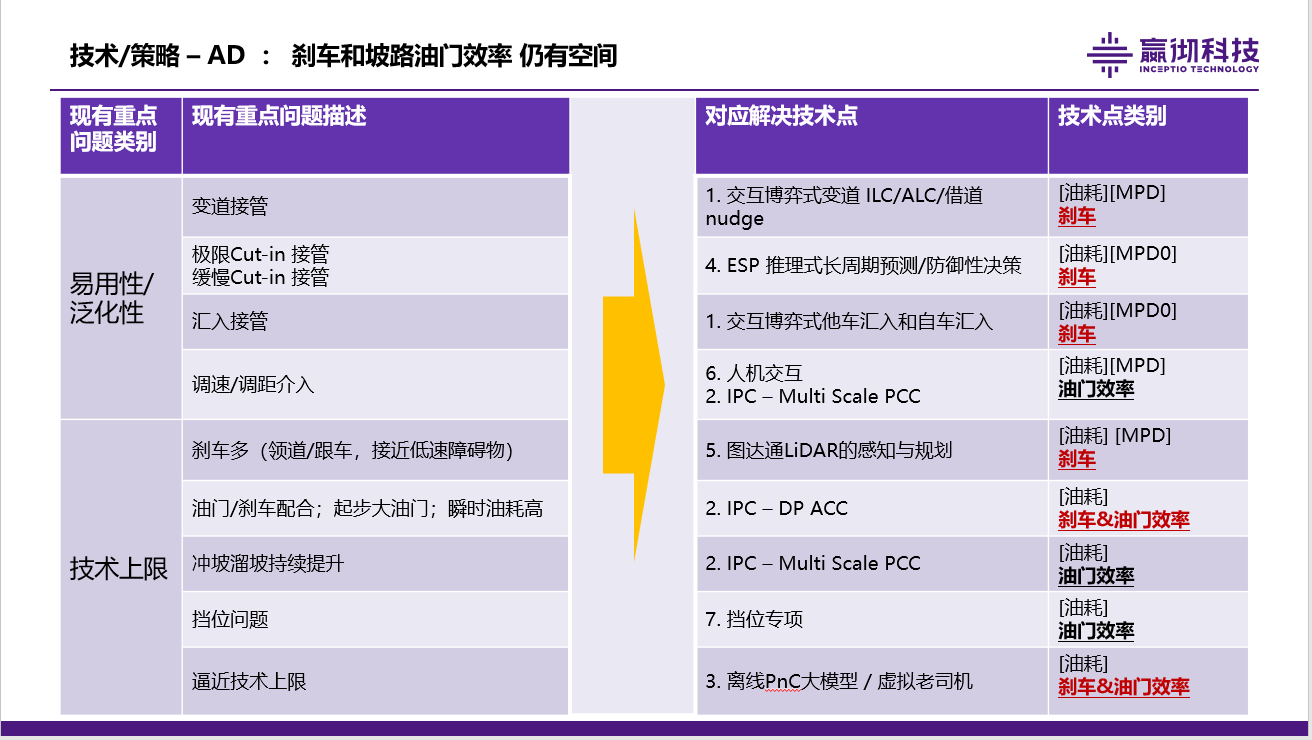 技术/策略 – AD ： 刹车和坡路油门效率 仍有空间
嬴彻科技
INCEPTIO TECHNOLOGY
现有重点
问题类别
现有重点问题描述
对应解决技术点
技术点类别
易用性/
泛化性
变道接管
1. 交互博弈式变道 ILC/ALC/借道
nudge
[油耗][MPD]
刹车
极限Cut-in 接管
缓慢Cut-in 接管
4. ESP 推理式长周期预测/防御性决策
[油耗][MPD0]
刹车
汇入接管
1. 交互博弈式他车汇入和自车汇入
[油耗][MPD0]
刹车
调速/调距介入
6. 人机交互
2. IPC – Multi Scale PCC
[油耗][MPD]
油门效率
技术上限
刹车多（领道/跟车，接近低速障碍物）
5. 图达通LiDAR的感知与规划
[油耗] [MPD]
刹车
油门/刹车配合；起步大油门；瞬时油耗高
2. IPC – DP ACC
[油耗]
刹车&油门效率
冲坡溜坡持续提升
2. IPC – Multi Scale PCC
[油耗]
油门效率
挡位问题
7. 挡位专项
[油耗]
油门效率
逼近技术上限
3. 离线PnC大模型 / 虚拟老司机
[油耗]
刹车&油门效率